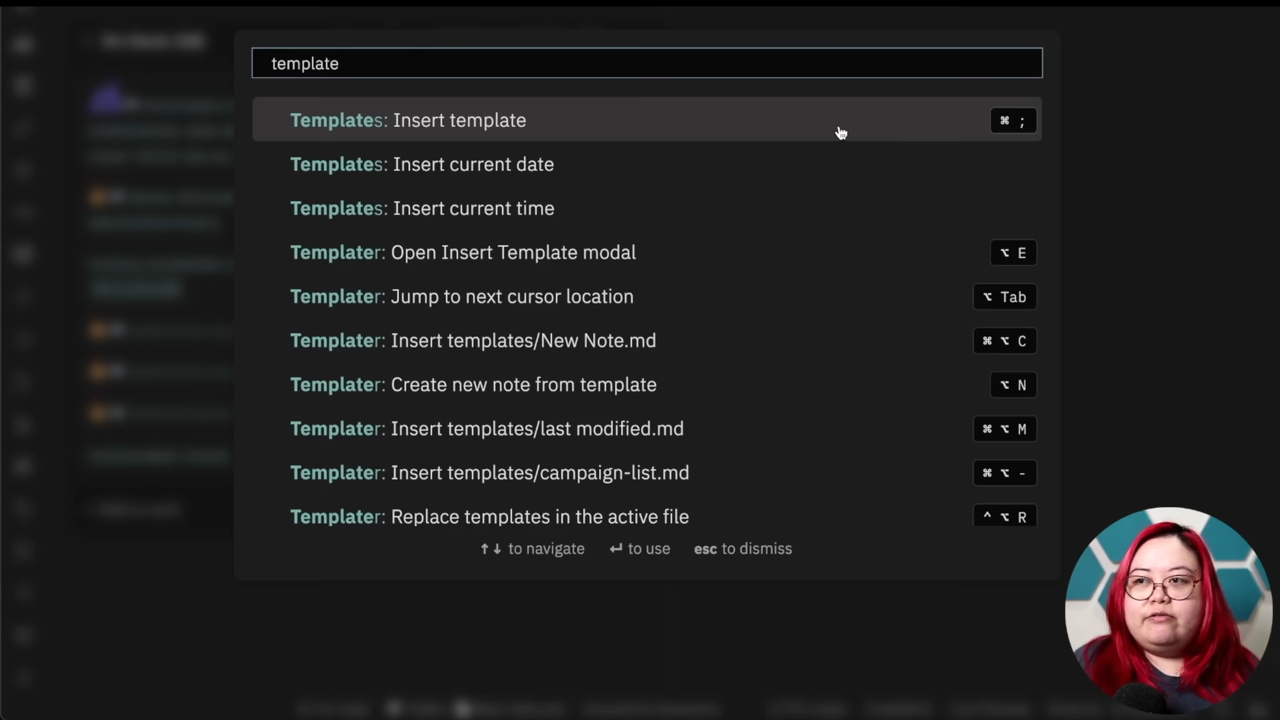 template
Templates: Insert template ⌘ ;
Templates: Insert current date
Templates: Insert current time
Templater: Open Insert Template modal ⌥ E
Templater: Jump to next cursor location ⌥ Tab
Templater: Insert templates/New Note.md ⌘ ⌥ C
Templater: Create new note from template ⌥ N
Templater: Insert templates/last modified.md ⌘ ⌥ M
Templater: Insert templates/campaign-list.md ⌘ ⌥ -
Templater: Replace templates in the active file ^ ⌥ R
↑↓ to navigate ↵ to use esc to dismiss